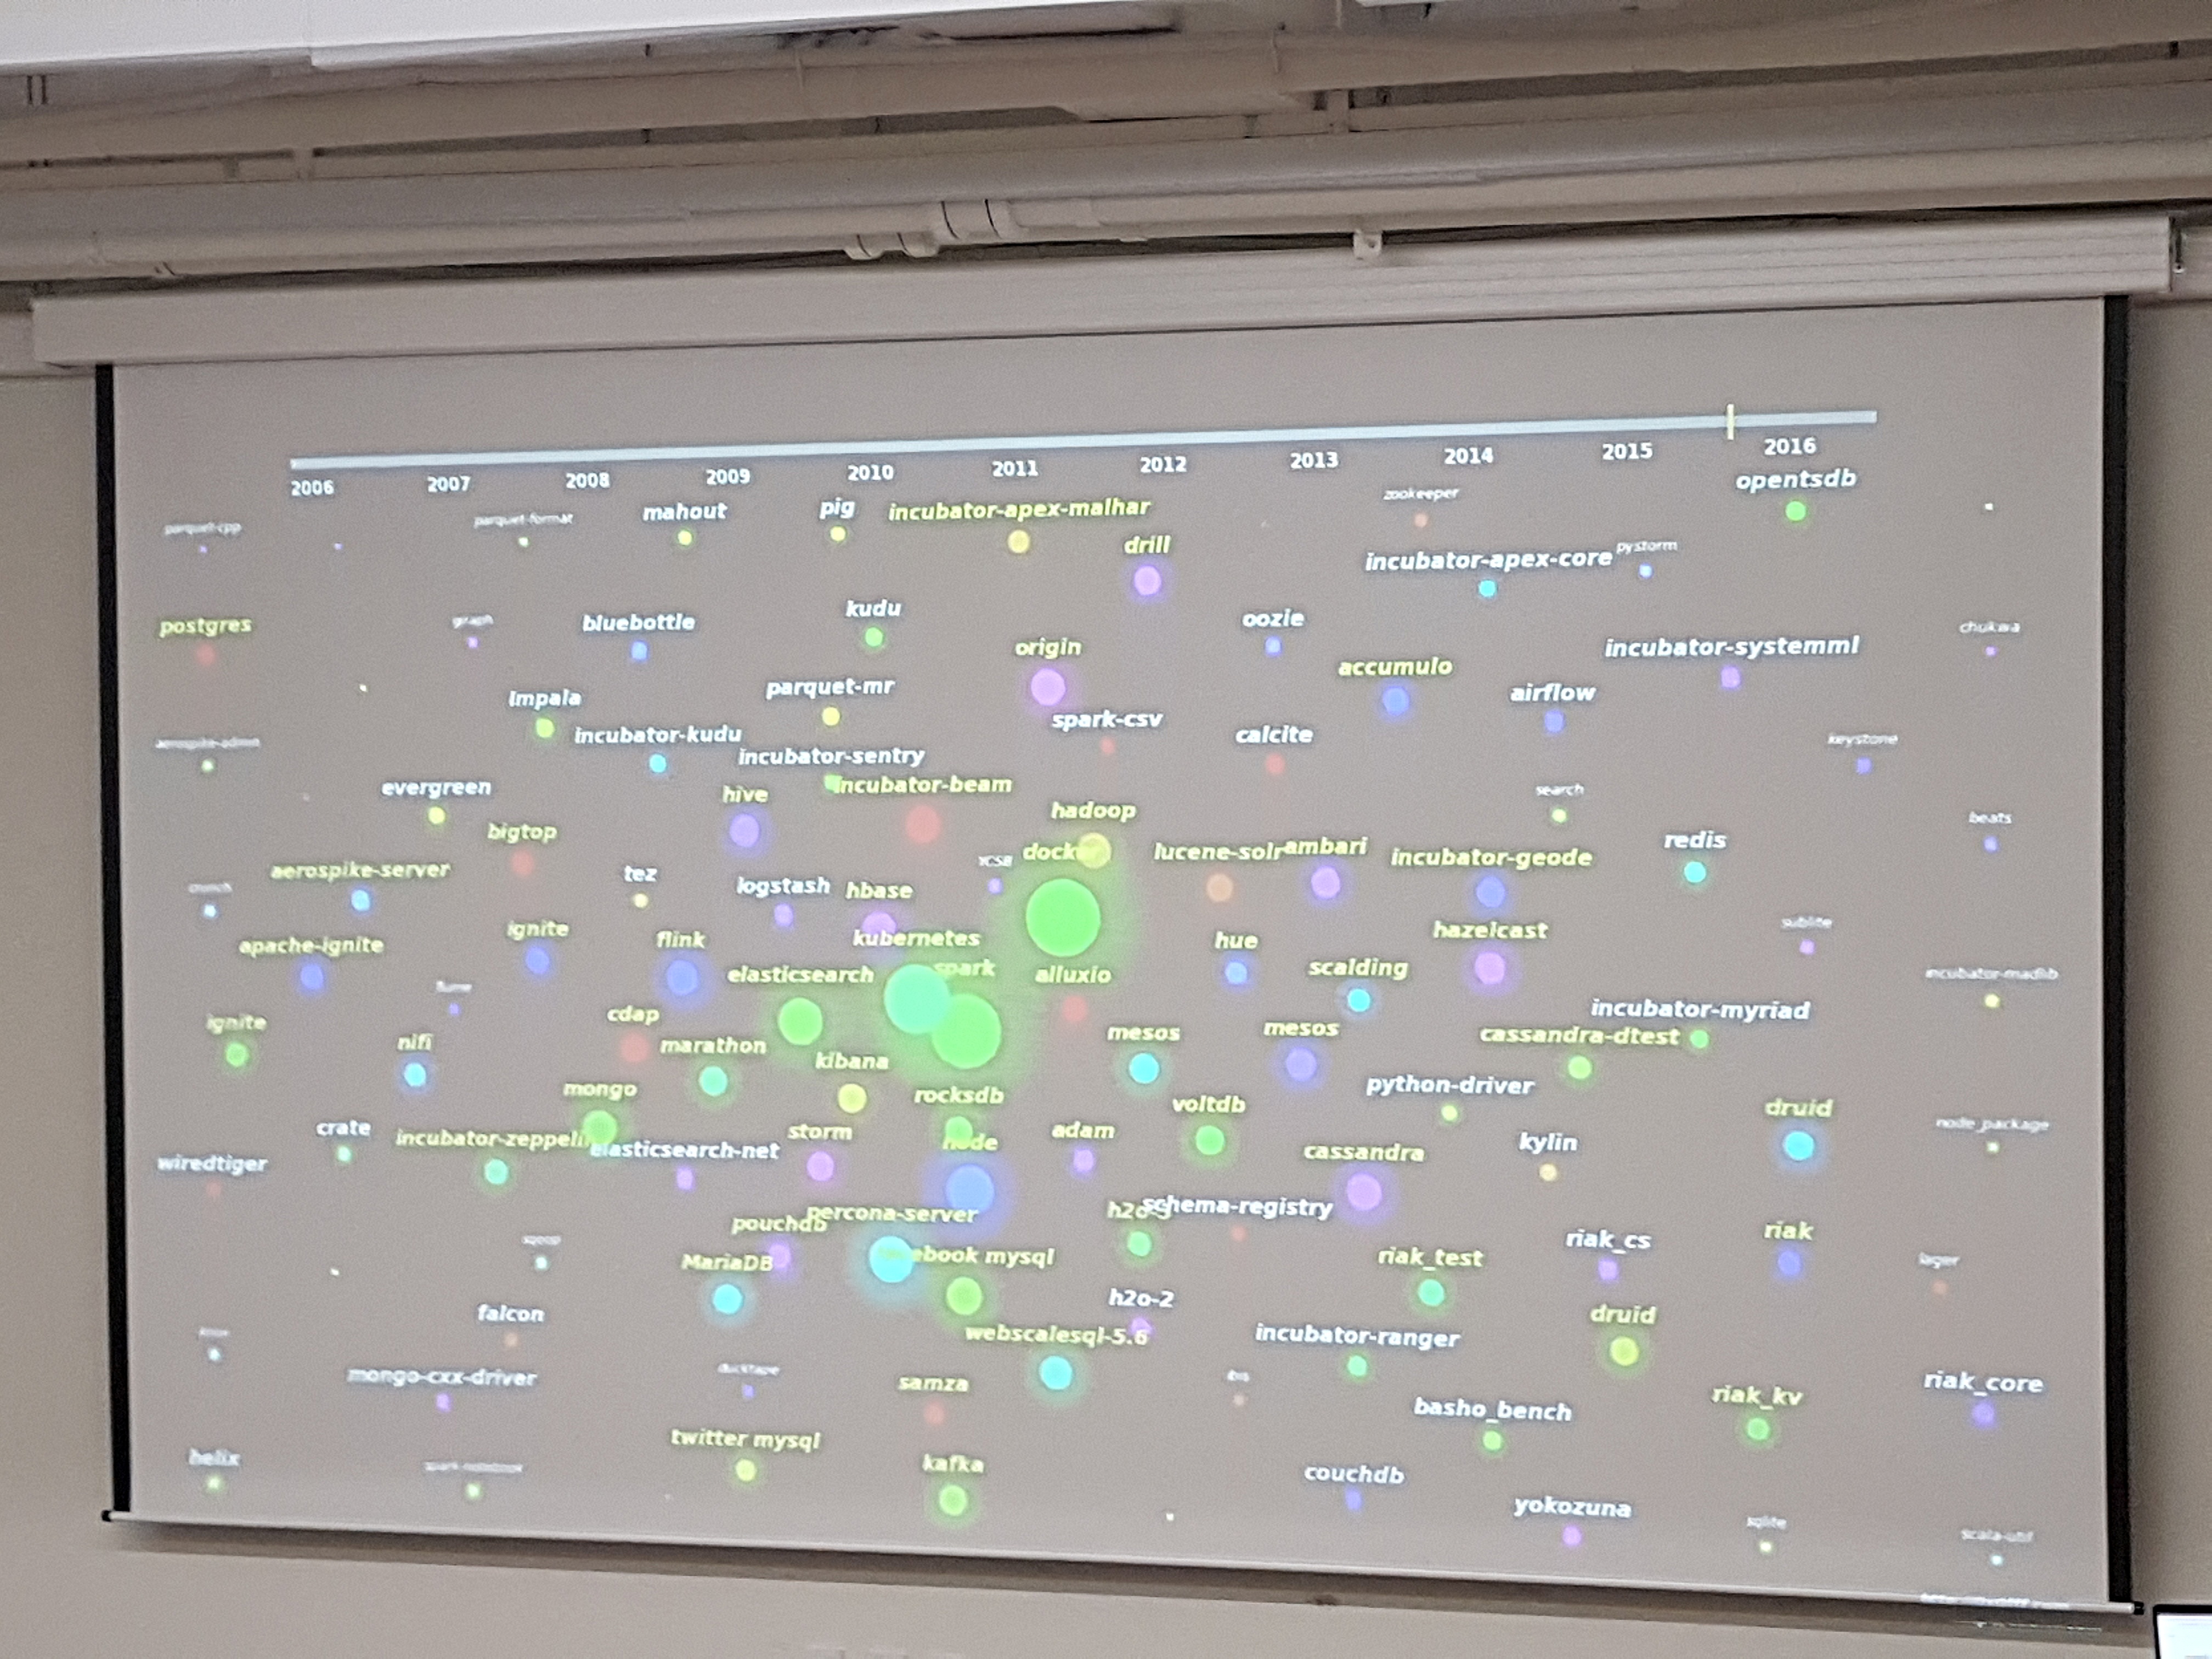 2006 2007 2008 2009 2010 2011 2012 2013 2014 2015 2016
opentsdb
zookeeper
parquet-cpp
parquet-format
mahout
pig
incubator-apex-malhar
drill
incubator-apex-core
pystorm
postgres
graph
bluebottle
kudu
oozie
chukwa
origin
incubator-systemml
accumulo
impala
parquet-mr
airflow
spark-csv
incubator-kudu
calcite
aerospike-admin
keystone
incubator-sentry
incubator-beam
evergreen
hive
search
hadoop
beats
bigtop
lucene-solr
ambari
incubator-geode
redis
YCSB
aerospike-server
tez
logstash
hbase
apache-ignite
ignite
flink
kubernetes
hue
hazelcast
elasticsearch
spark
alluxio
scalding
incubator-madlib
flume
incubator-myriad
ignite
cdap
nifi
marathon
mesos
mesos
cassandra-dtest
kibana
mongo
rocksdb
voltdb
python-driver
druid
crate
storm
adam
node_package
elasticsearch-net
node
kylin
wiredtiger
cassandra
schema-registry
percona-server
pouchdb
riak_cs
riak
sqoop
MariaDB
mysql
riak_test
lager
h2o-2
falcon
webscalesql-5.6
incubator-ranger
druid
mongo-cxx-driver
ducktape
samza
riak_kv
riak_core
basho_bench
twitter mysql
helix
spark-notebook
kafka
couchdb
yokozuna
sqlite
scala-util